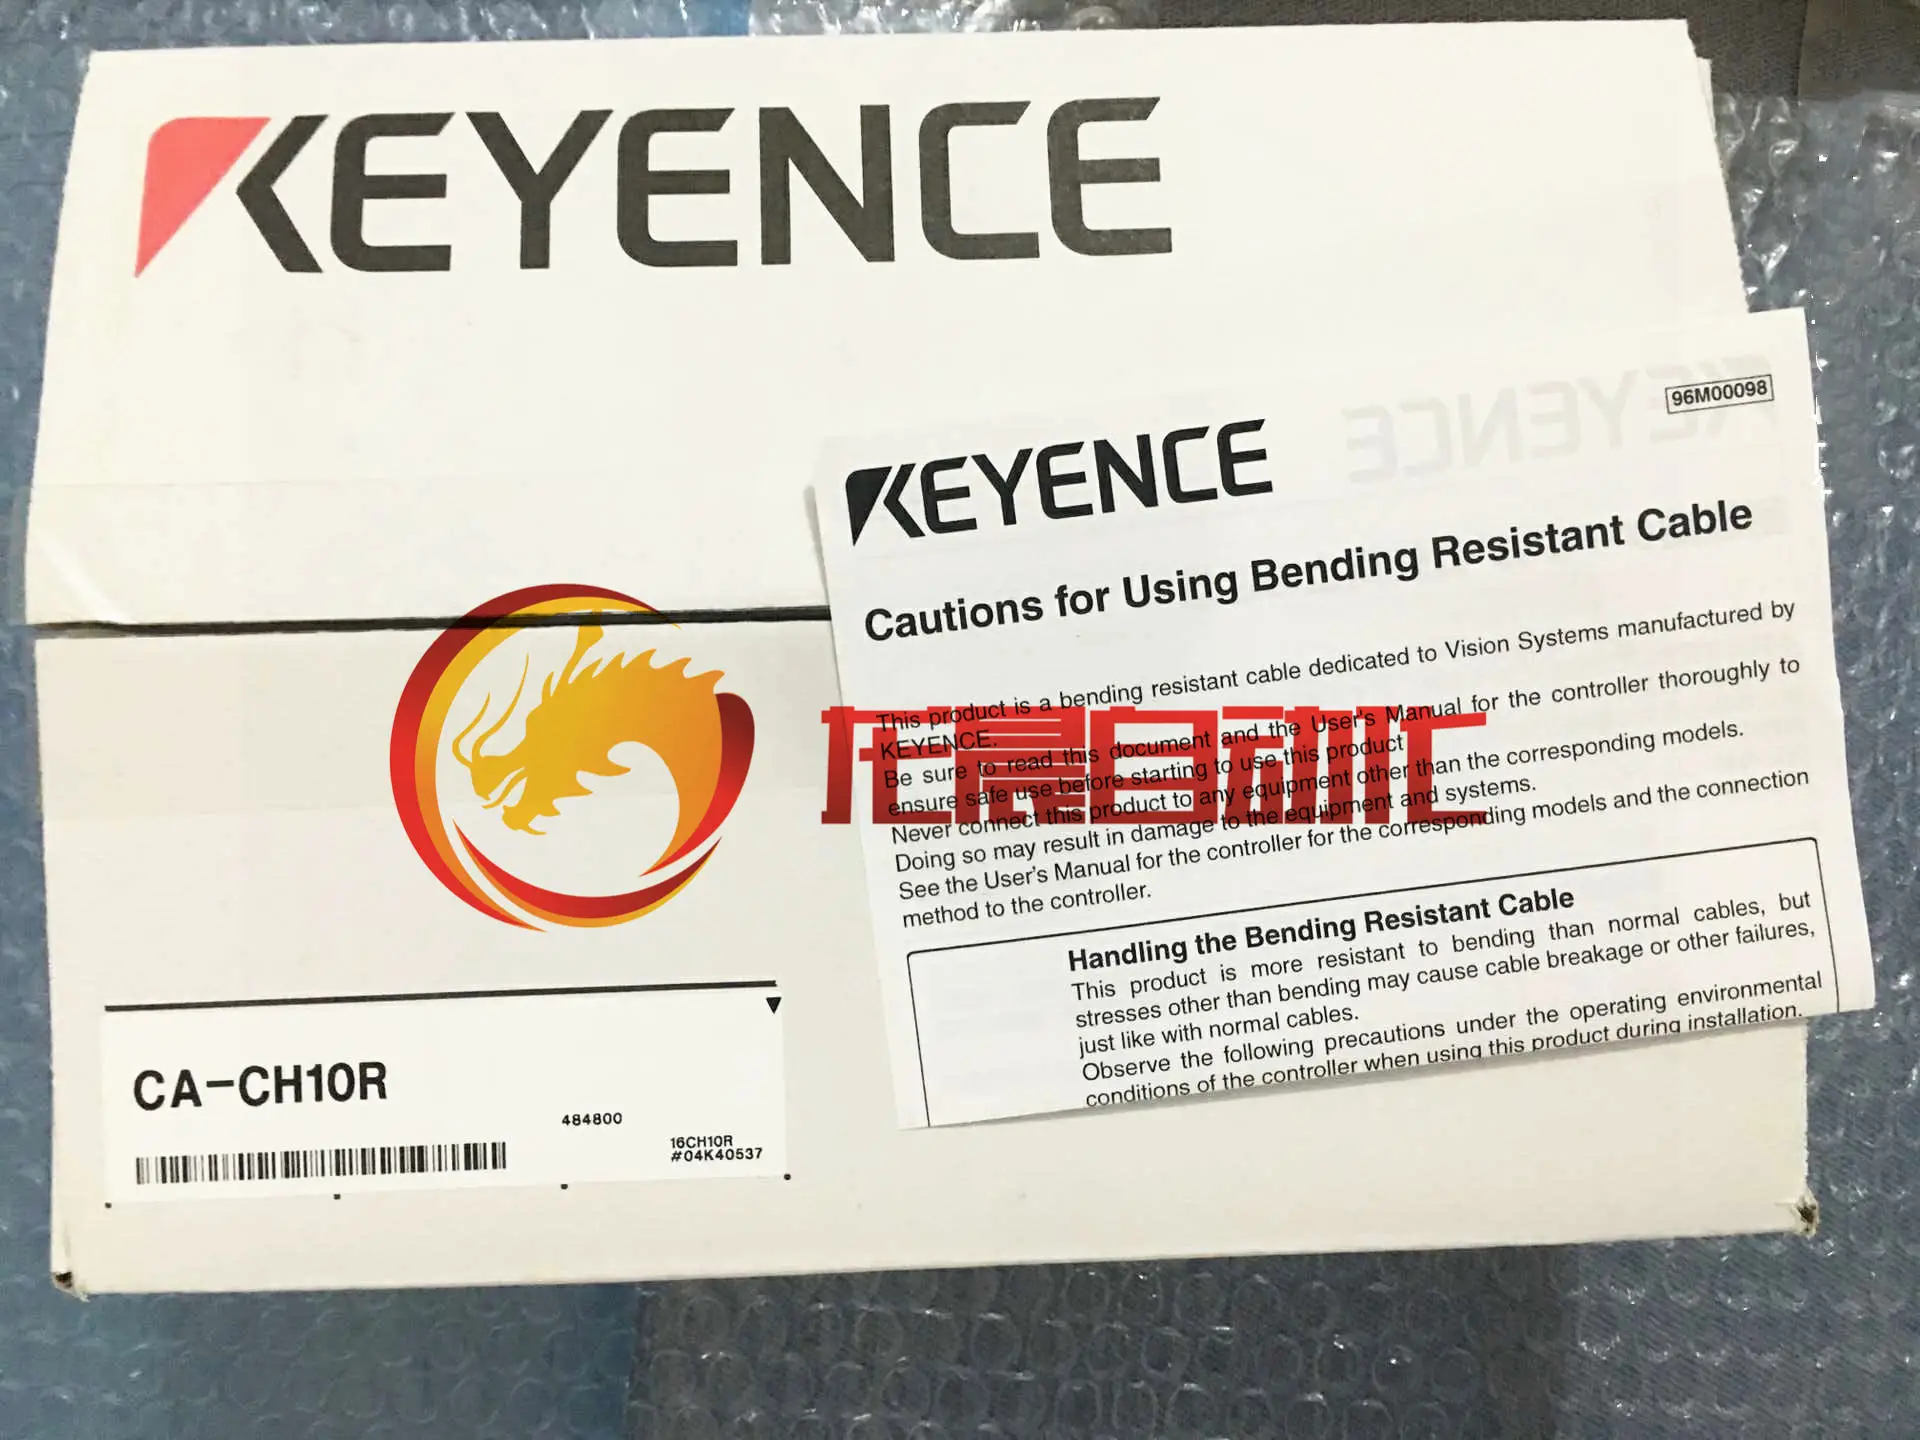 KEYENCE
96M00098
KEYENCE
Cautions for Using Bending Resistant Cable
This product is a bending resistant cable dedicated to Vision Systems manufactured by
KEYENCE.
Be sure to read this document and the User's Manual for the controller thoroughly to
ensure safe use before starting to use this product
Never connect this product to any equipment other than the corresponding models.
Doing so may result in damage to the equipment and systems.
See the User's Manual for the controller for the corresponding models and the connection
method to the controller.
龙晨自动化
Handling the Bending Resistant Cable
This product is more resistant to bending than normal cables, but
stresses other than bending may cause cable breakage or other failures,
just like with normal cables.
Observe the following precautions under the operating environmental
conditions of the controller when using this product during installation.
CA-CH10R
484800
16CH10R
#04K40537